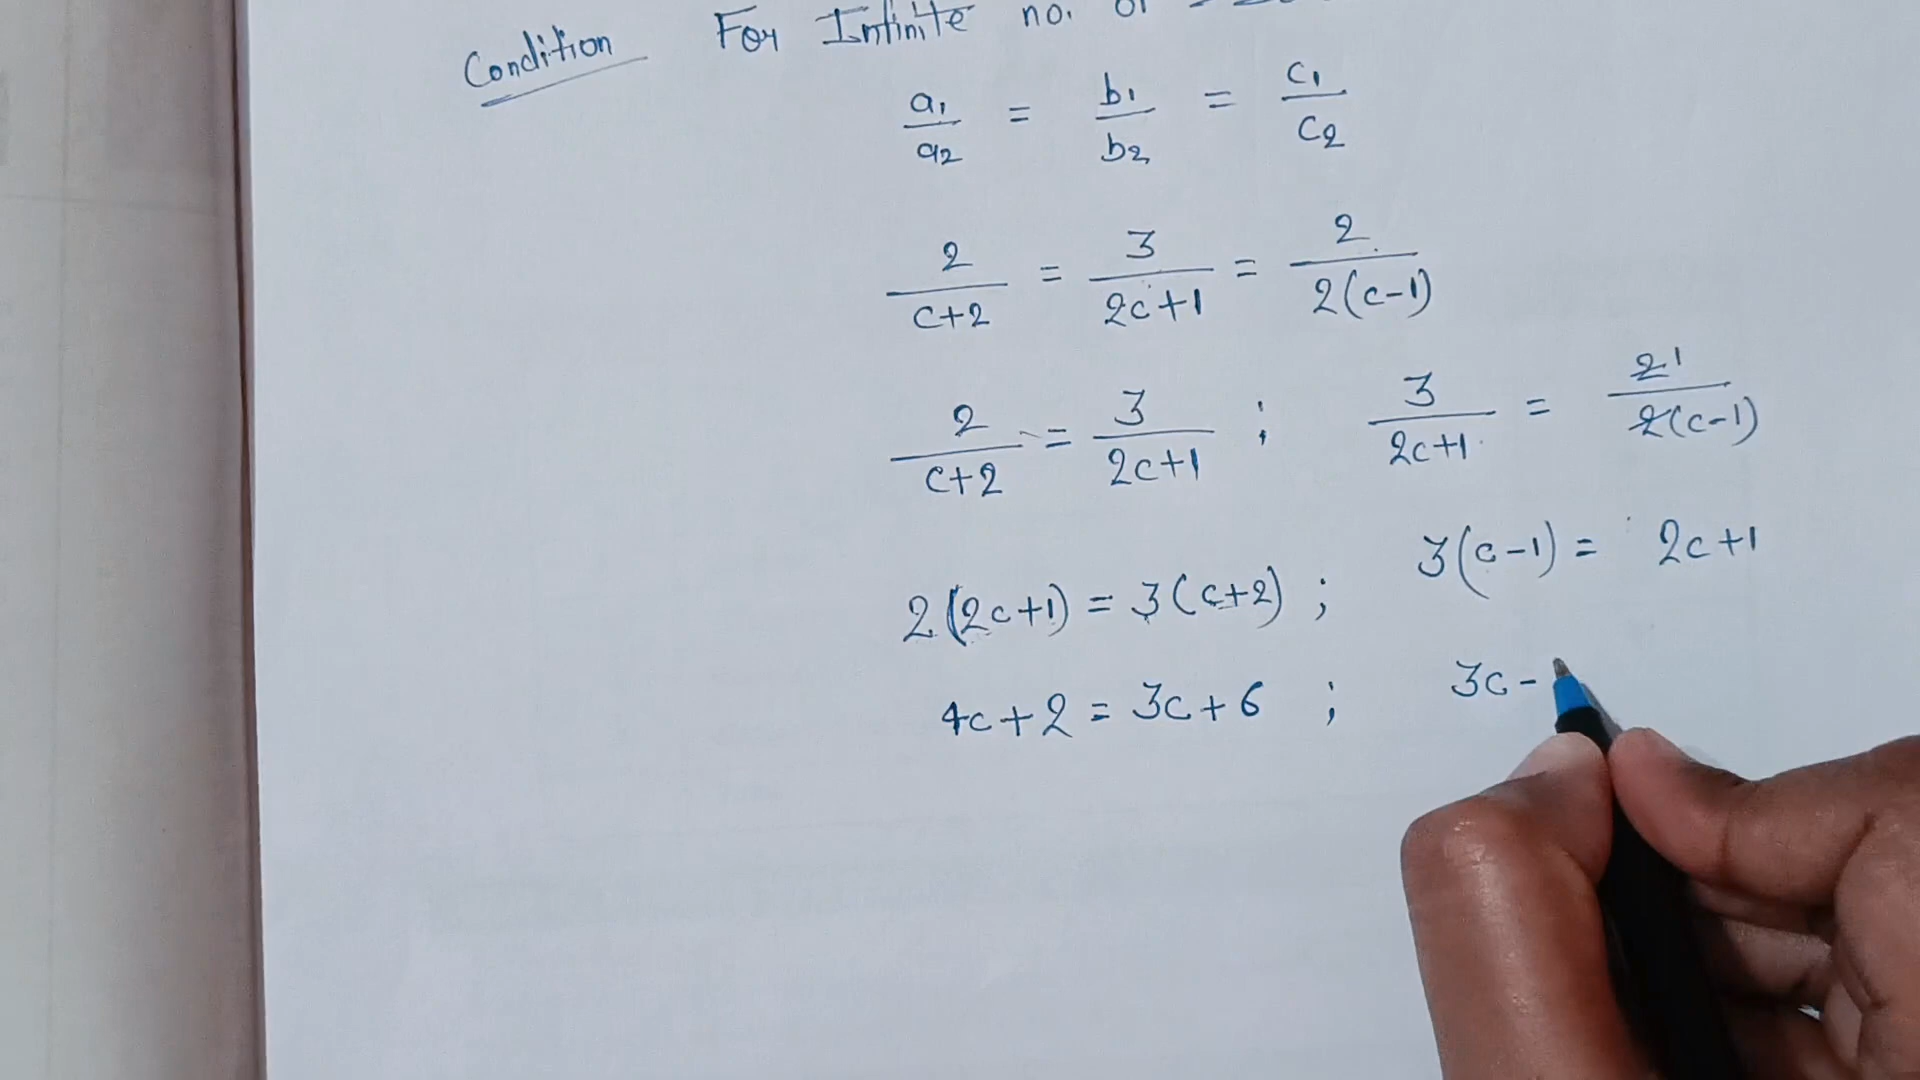 Condition For Infinite no. of
a1/a2 = b1/b2 = c1/c2
2/(c+2) = 3/(2c+1) = 2/(2(c-1))
2/(c+2) = 3/(2c+1) ; 3/(2c+1) = 2 1/(2(c-1))
2(2c+1) = 3(c+2) ; 3(c-1) = 2c+1
4c+2 = 3c+6 ; 3c-